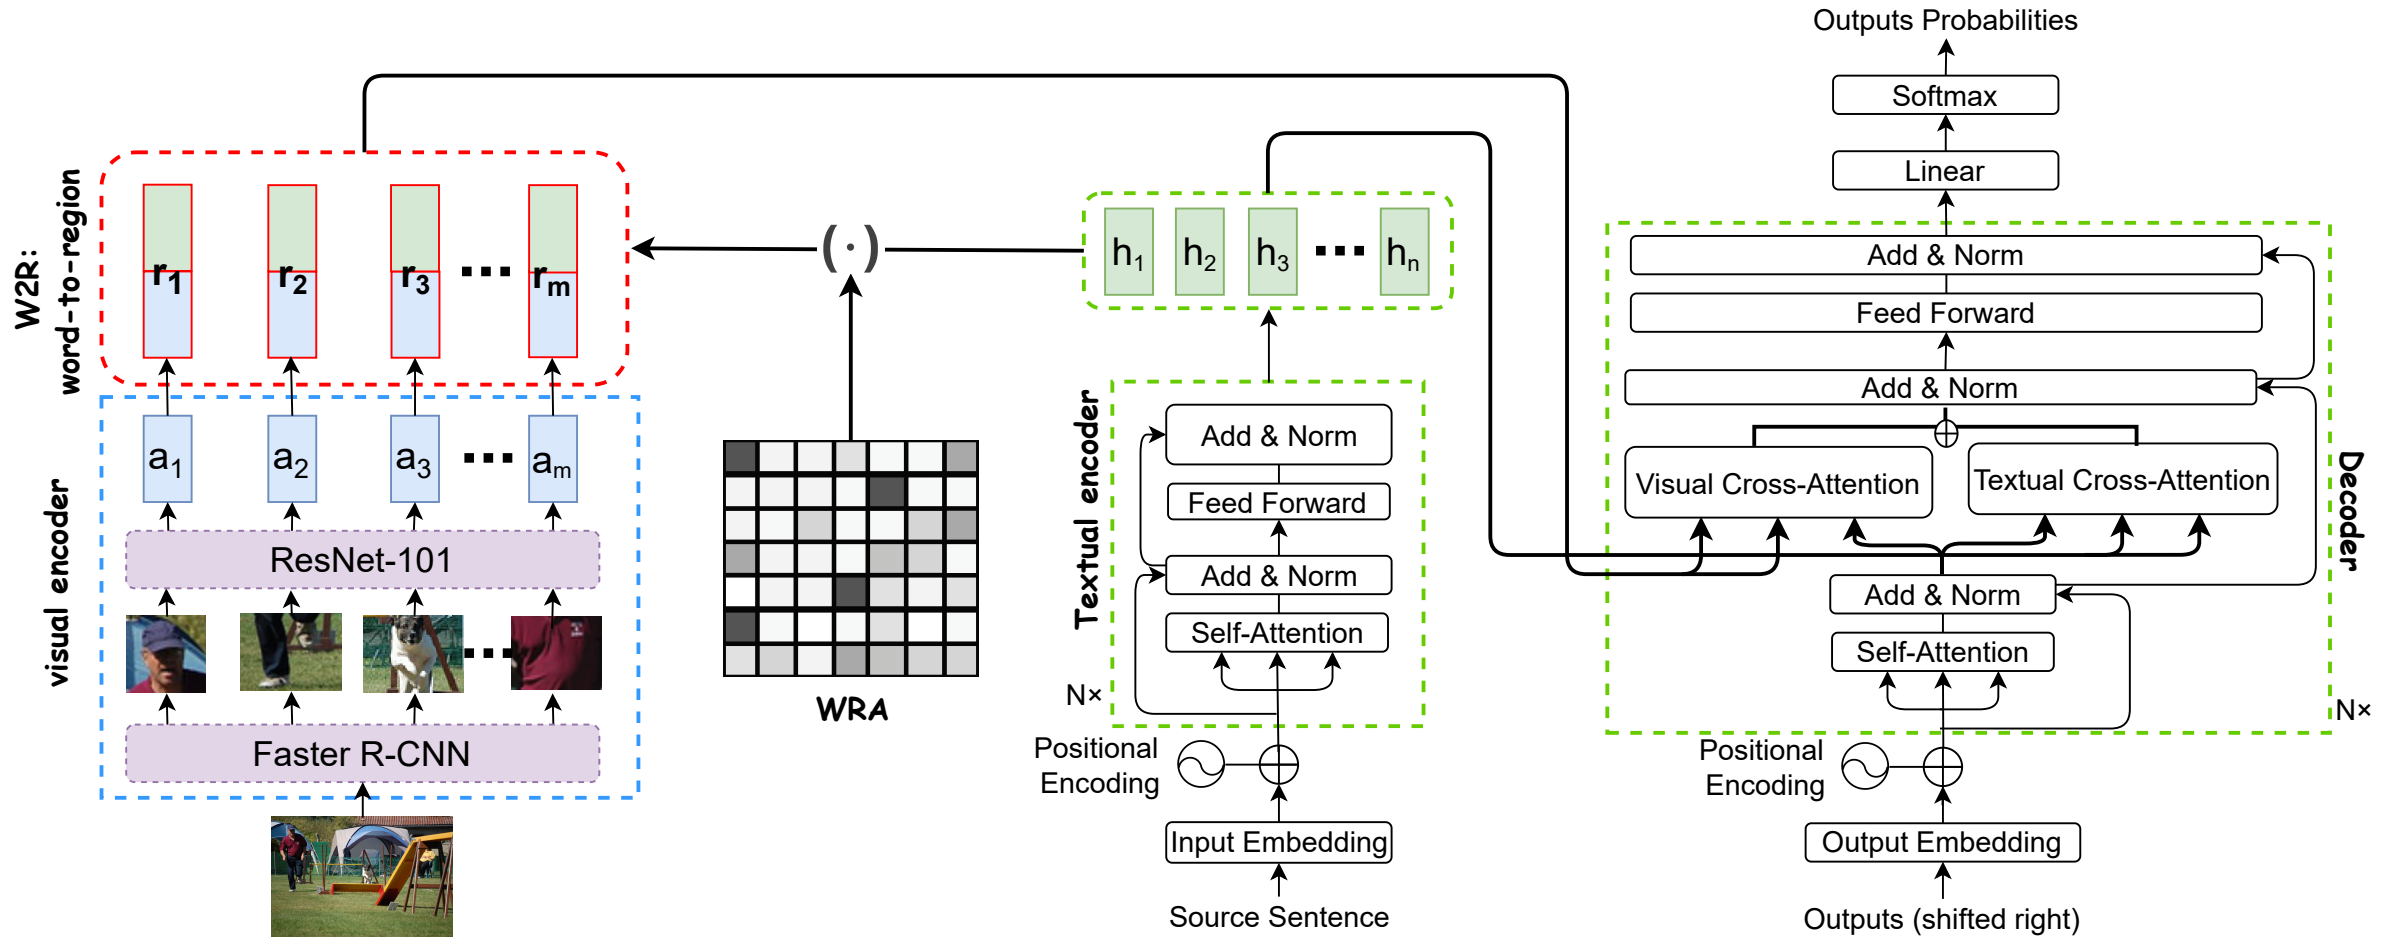 Outputs Probabilities
Softmax
Linear
Add & Norm
Feed Forward
Add & Norm
Visual Cross-Attention
Textual Cross-Attention
Add & Norm
Self-Attention
N×
Decoder
Positional
Encoding
Output Embedding
Outputs (shifted right)
W2R:
word-to-region
r1
r2
r3
...
rm
(·)
h1
h2
h3
...
hn
visual encoder
a1
a2
a3
...
am
ResNet-101
...
Faster R-CNN
WRA
Textual encoder
Add & Norm
Feed Forward
Add & Norm
Self-Attention
N×
Positional
Encoding
Input Embedding
Source Sentence